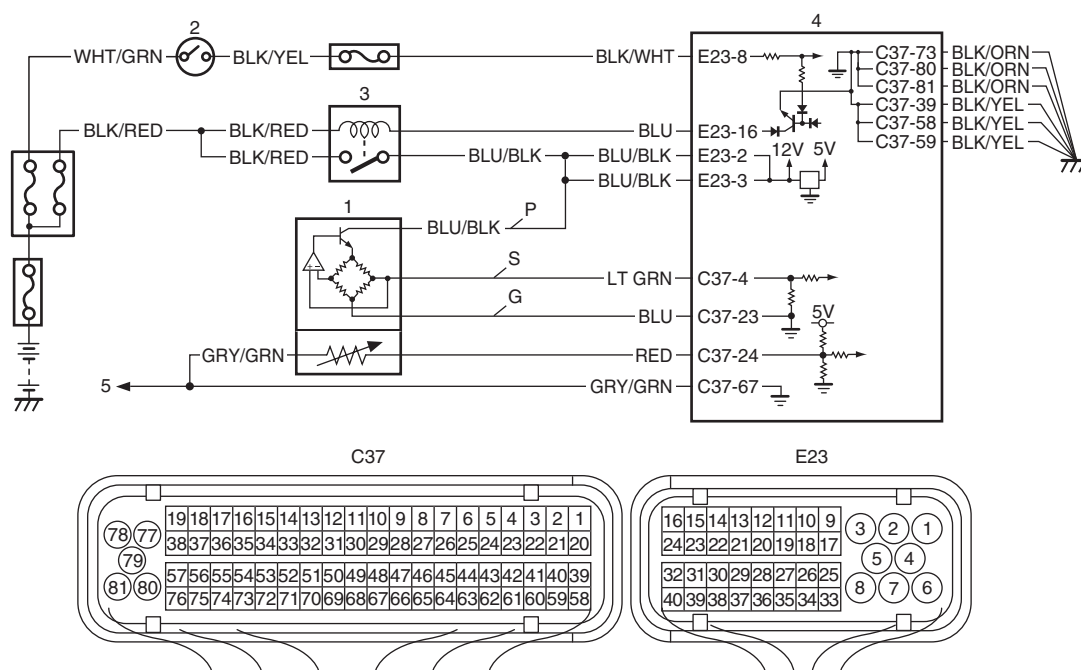 4
2
WHT/GRN BLK/YEL BLK/WHT E23-8 C37-73 BLK/ORN
C37-80 BLK/ORN
3 C37-81 BLK/ORN
C37-39 BLK/YEL
BLK/RED BLK/RED BLU E23-16 C37-58 BLK/YEL
12V 5V C37-59 BLK/YEL
BLK/RED BLU/BLK BLU/BLK E23-2
BLU/BLK E23-3
1 P
BLU/BLK
S
LT GRN C37-4
G
BLU C37-23
5V
GRY/GRN RED C37-24
5 GRY/GRN C37-67
C37 E23
19 18 17 16 15 14 13 12 11 10 9 8 7 6 5 4 3 2 1
38 37 36 35 34 33 32 31 30 29 28 27 26 25 24 23 22 21 20
57 56 55 54 53 52 51 50 49 48 47 46 45 44 43 42 41 40 39
76 75 74 73 72 71 70 69 68 67 66 65 64 63 62 61 60 59 58
78 77
79
81 80
16 15 14 13 12 11 10 9
24 23 22 21 20 19 18 17
32 31 30 29 28 27 26 25
40 39 38 37 36 35 34 33
3 2 1
5 4
8 7 6